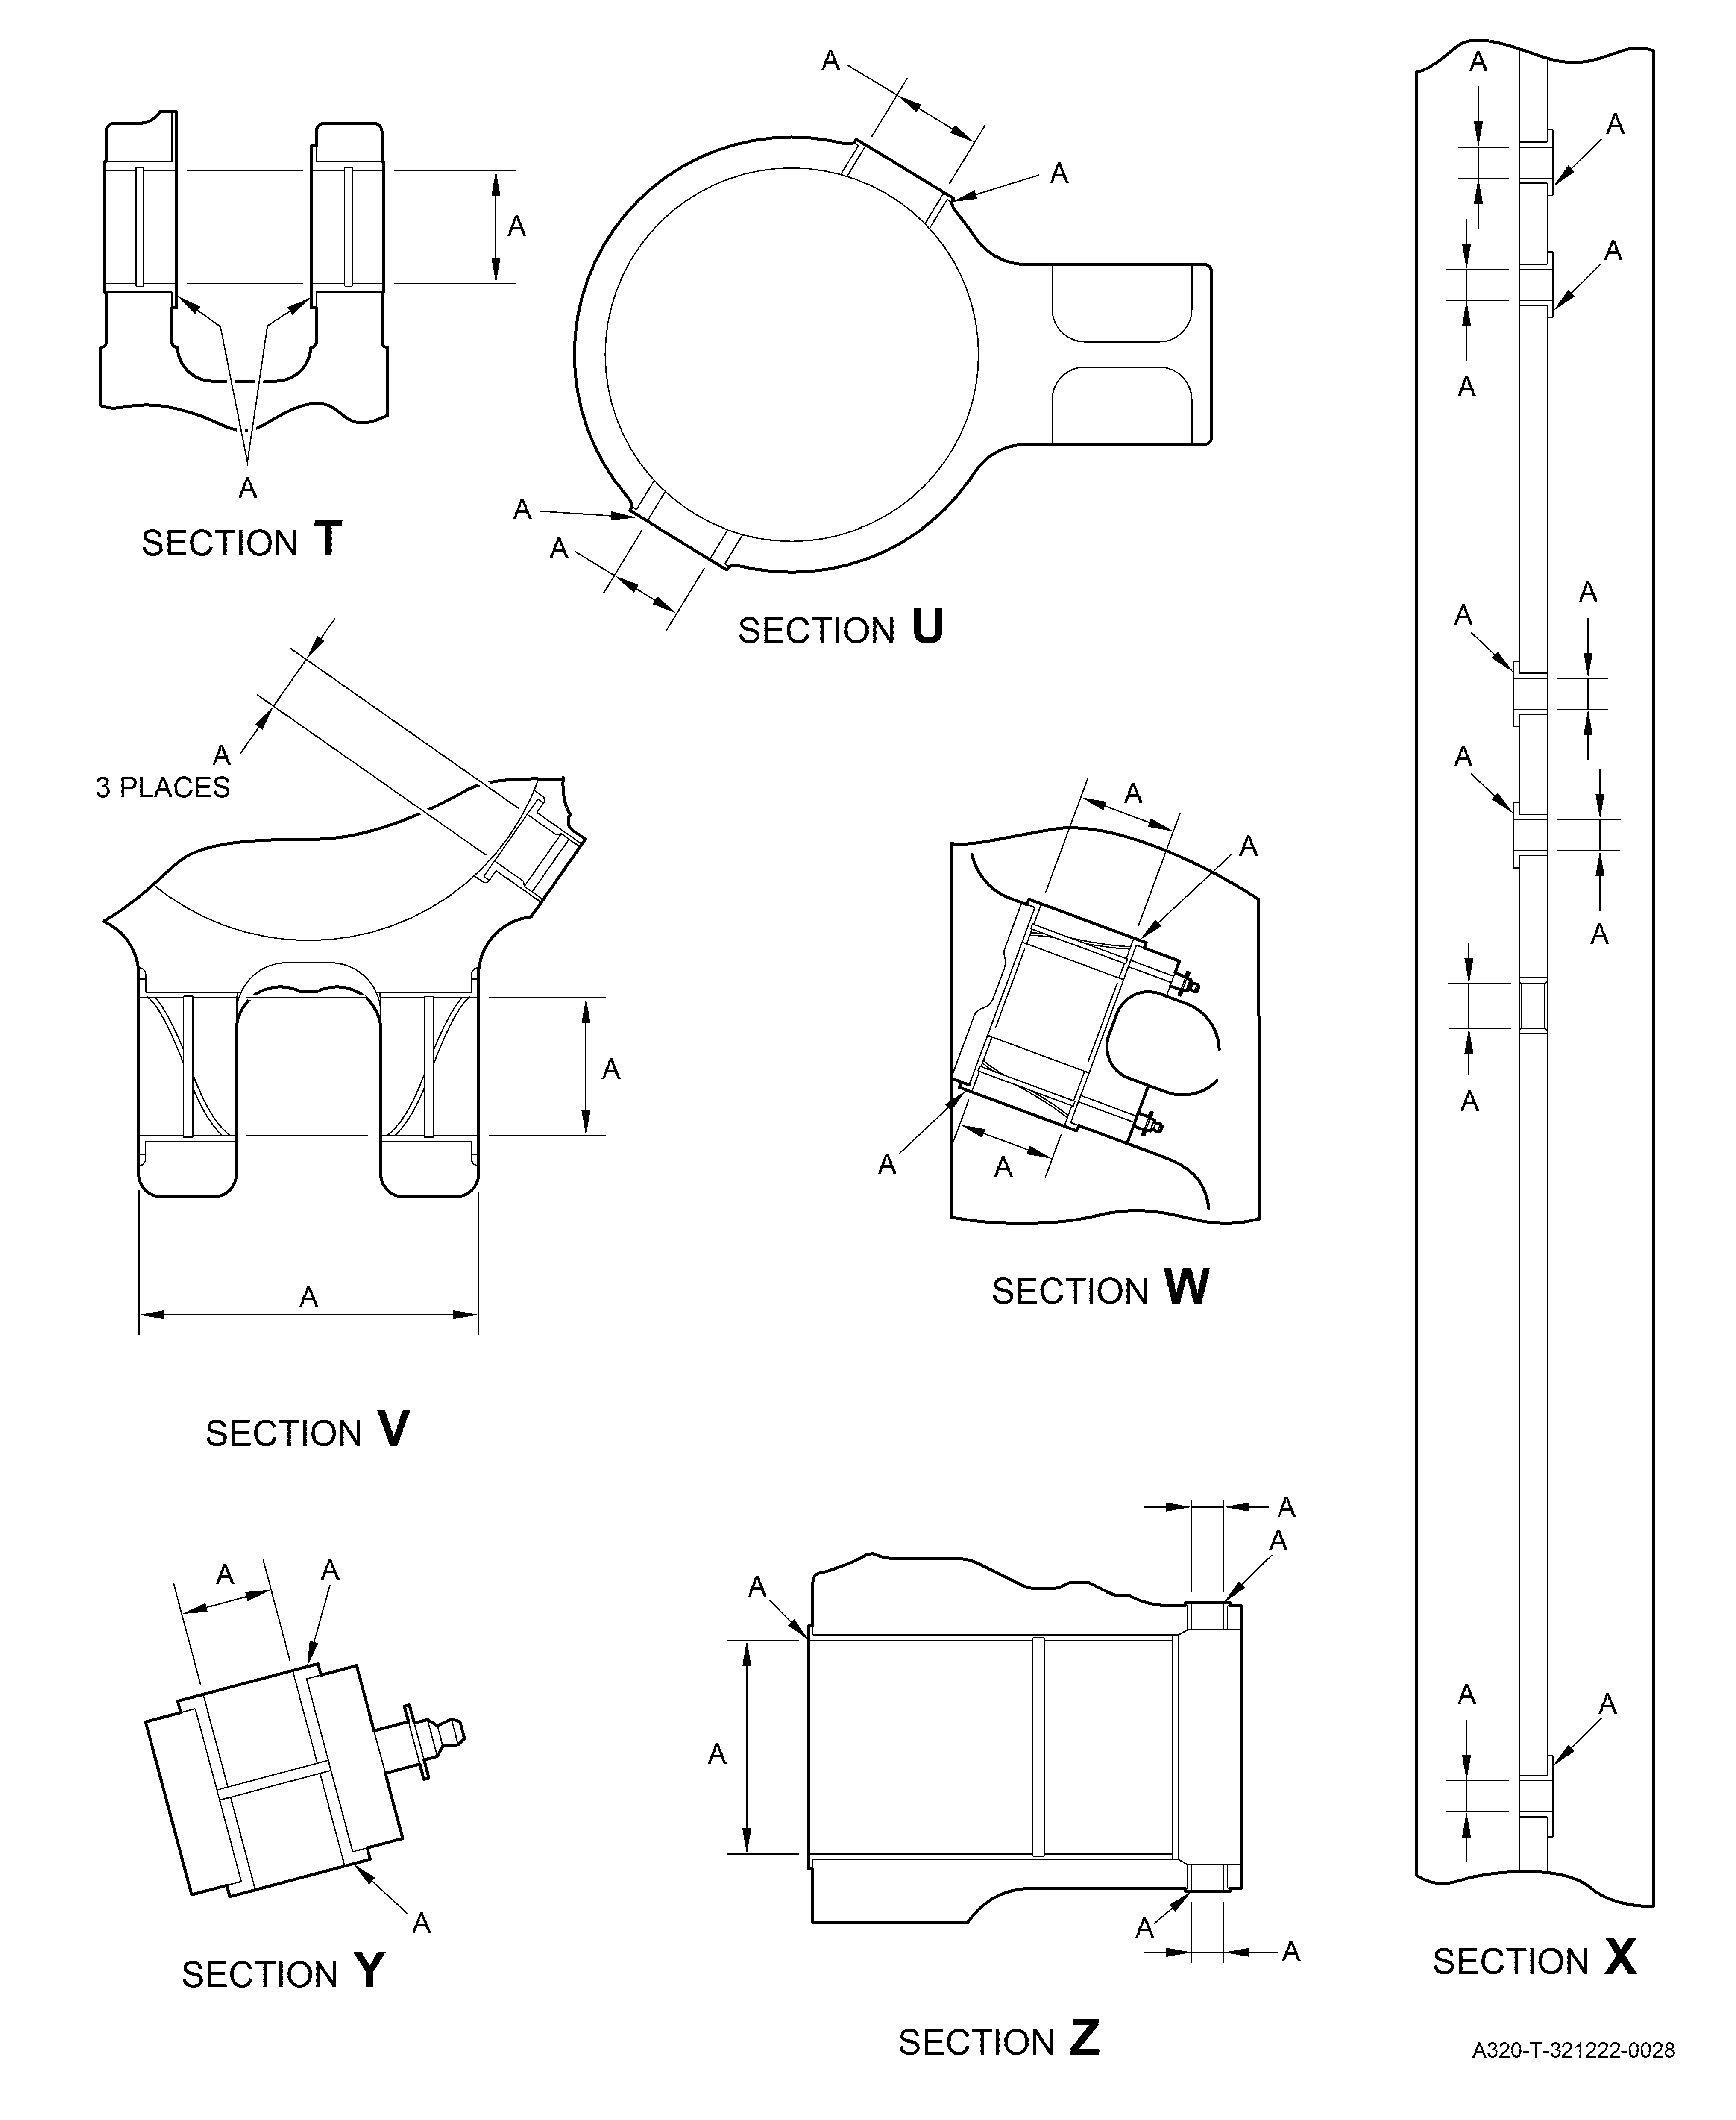 A
A
A
A
A
A
A
SECTION T
A
A
A
SECTION U
A
3 PLACES
A
A
SECTION V
A
A
A
A
SECTION W
A
A
A
SECTION Y
A
A
A
A
A
A
SECTION Z
A
A
A
A
A
A
A
A
A
A
A
SECTION X
A320-T-321222-0028